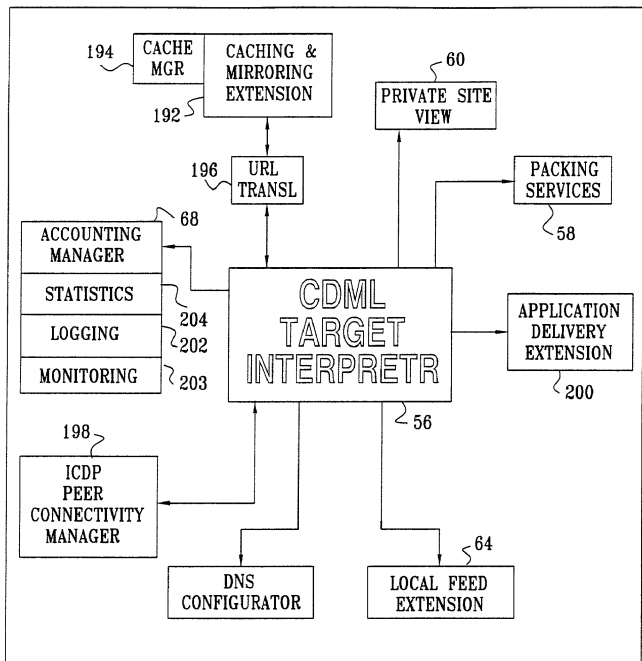 194
CACHE
MGR
CACHING &
MIRRORING
EXTENSION
192
60
PRIVATE SITE
VIEW
196
URL
TRANSL
PACKING
SERVICES
58
68
ACCOUNTING
MANAGER
STATISTICS
204
LOGGING
202
MONITORING
203
CDML
TARGET
INTERPRETR
56
APPLICATION
DELIVERY
EXTENSION
200
198
ICDP
PEER
CONNECTIVITY
MANAGER
DNS
CONFIGURATOR
64
LOCAL FEED
EXTENSION